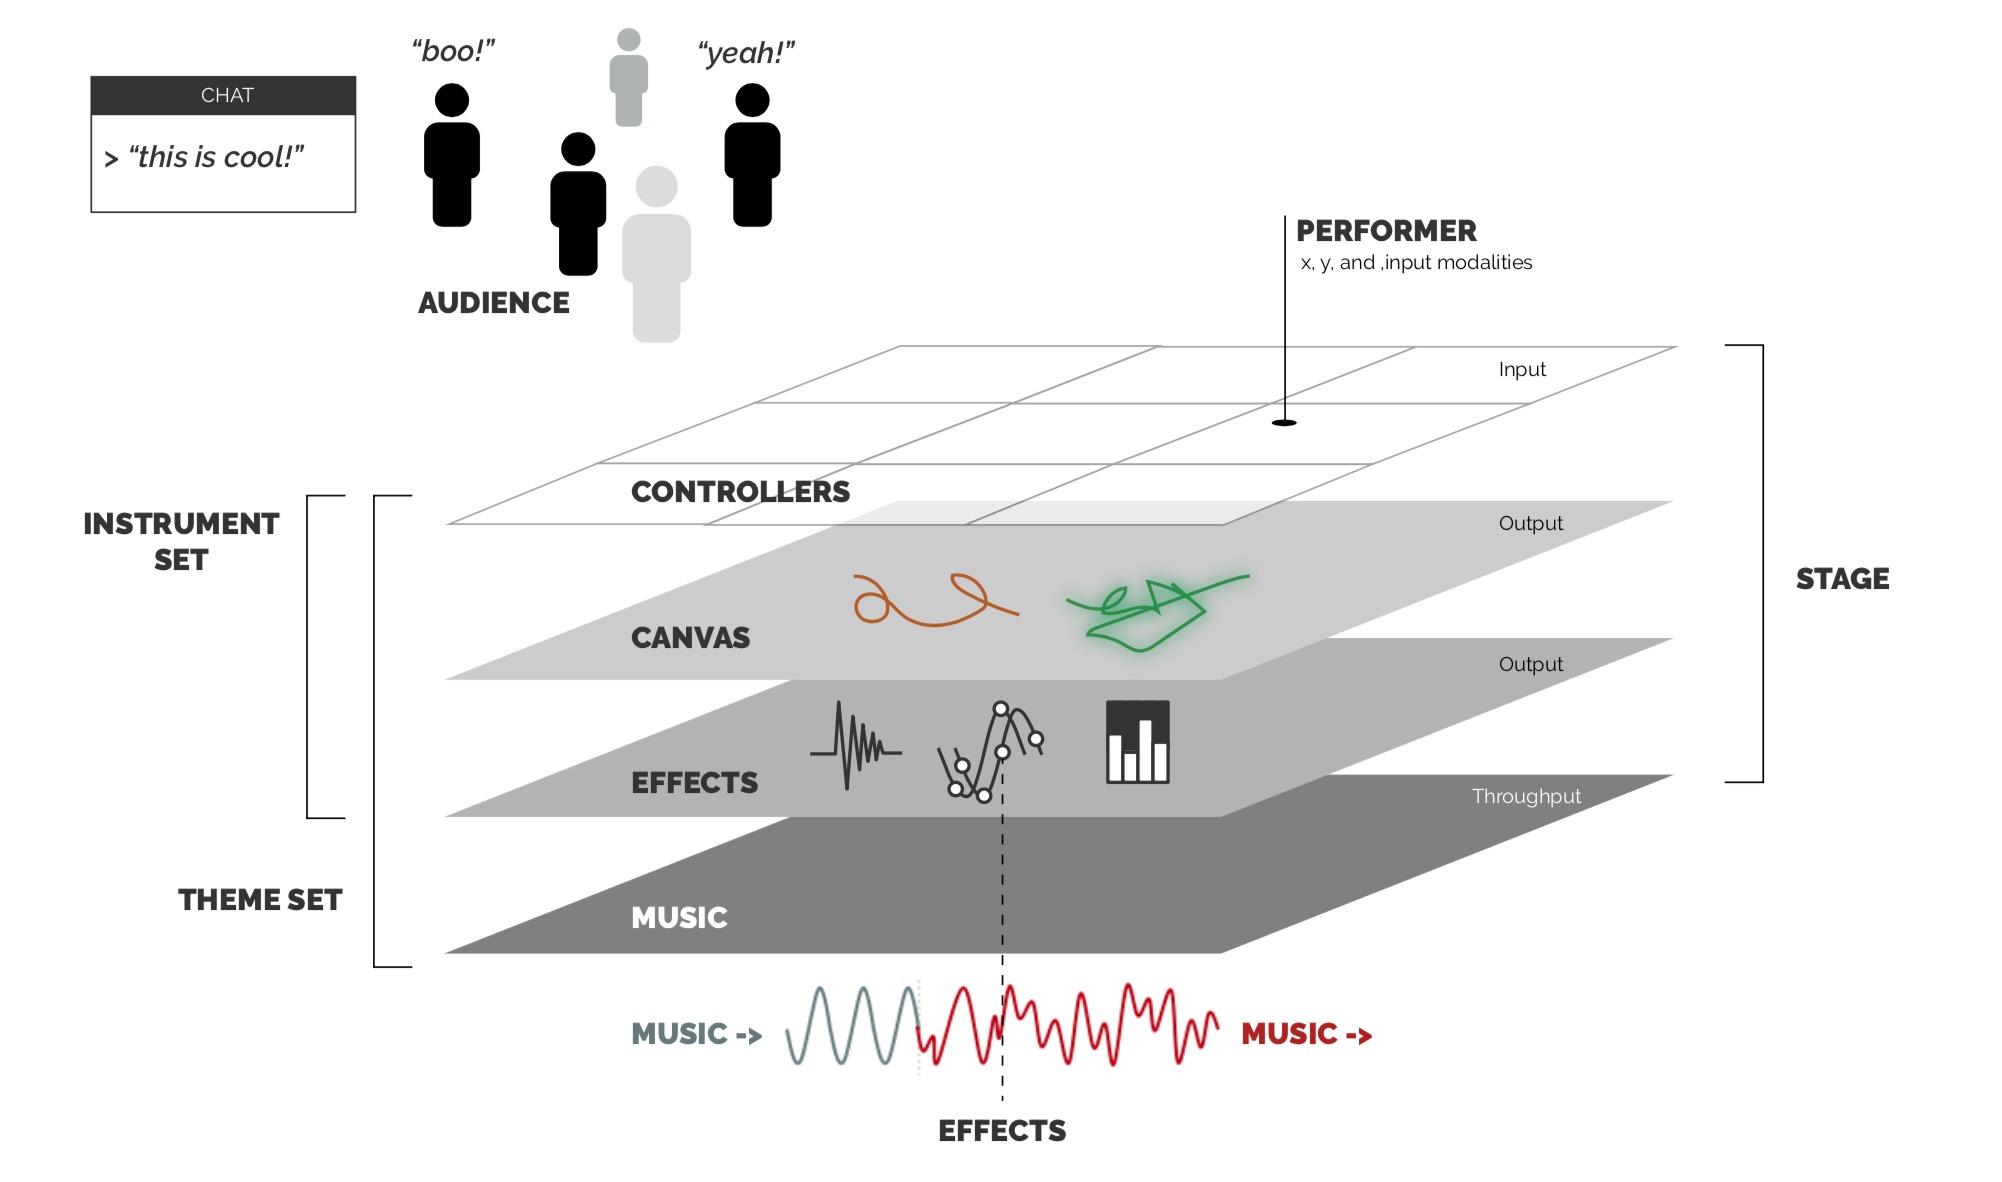 “boo!”
“yeah!”
CHAT
> “this is cool!”
AUDIENCE
PERFORMER
x, y, and ,input modalities
Input
CONTROLLERS
INSTRUMENT
SET
Output
STAGE
CANVAS
Output
EFFECTS
Throughput
THEME SET
MUSIC
MUSIC ->
MUSIC ->
EFFECTS